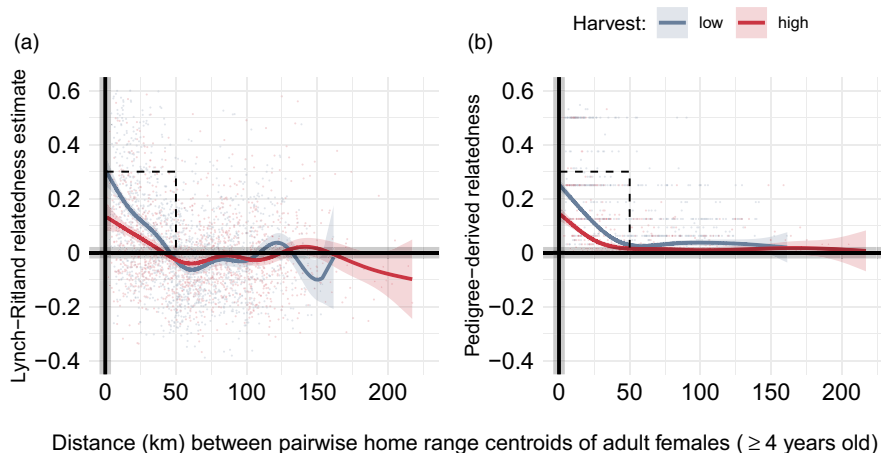 Harvest: low high
(a)
(b)
Lynch−Ritland relatedness estimate
0.6
0.4
0.2
0
−0.2
−0.4
0 50 100 150 200
Pedigree−derived relatedness
0.6
0.4
0.2
0
−0.2
−0.4
0 50 100 150 200
Distance (km) between pairwise home range centroids of adult females ( ≥ 4 years old)